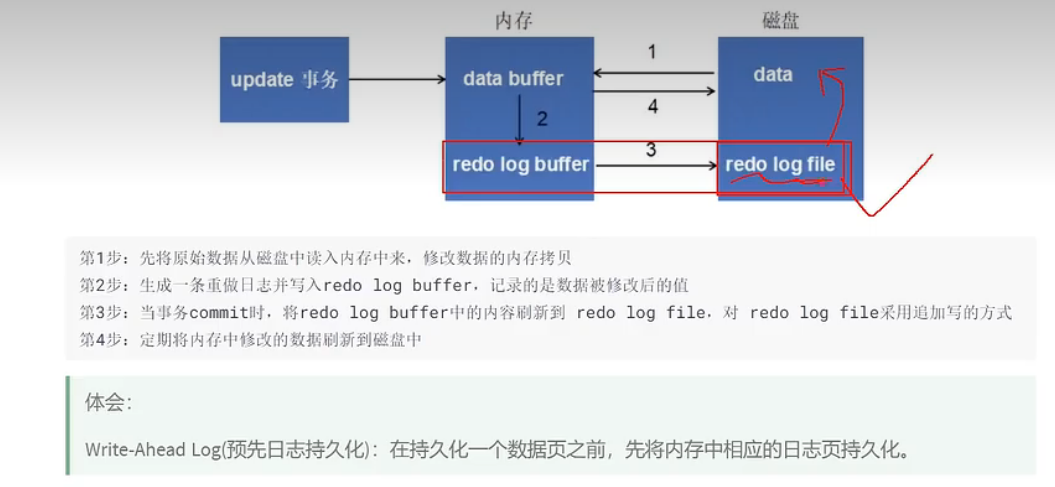 内存
磁盘
update 事务
data buffer
1
data
4
2
redo log buffer
3
redo log file
第1步：先将原始数据从磁盘中读入内存中来，修改数据的内存拷贝
第2步：生成一条重做日志并写入redo log buffer，记录的是数据被修改后的值
第3步：当事务commit时，将redo log buffer中的内容刷新到 redo log file，对 redo log file采用追加写的方式
第4步：定期将内存中修改的数据刷新到磁盘中
体会：
Write-Ahead Log(预先日志持久化)：在持久化一个数据页之前，先将内存中相应的日志页持久化。